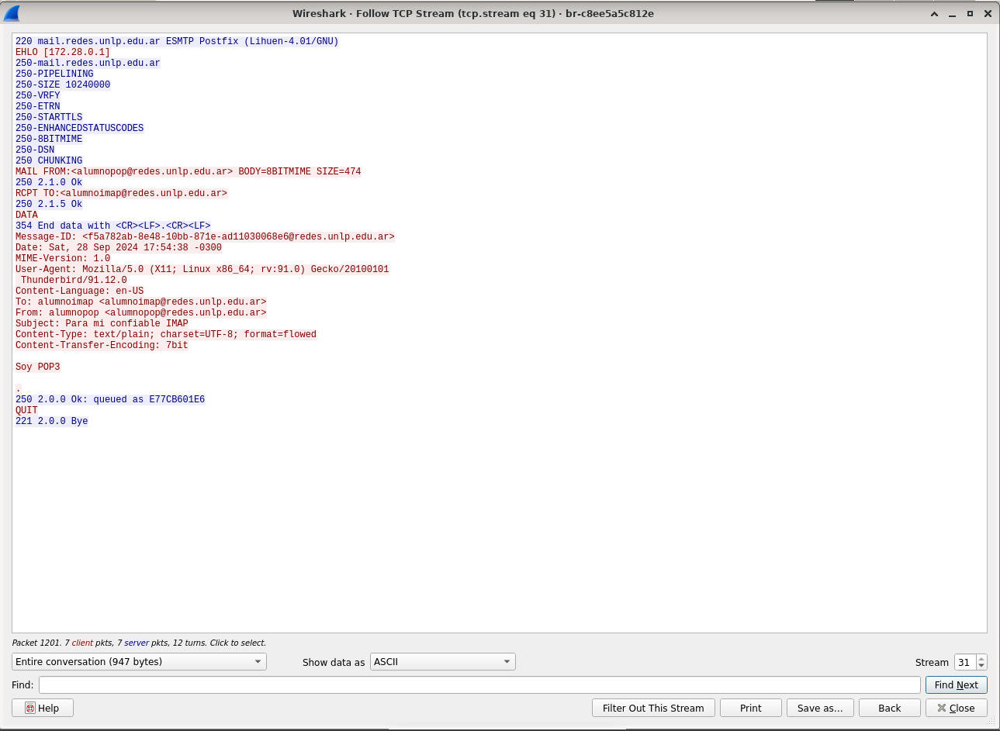 Wireshark · Follow TCP Stream (tcp.stream eq 31) · br-c8ee5a5c812e
220 mail.redes.unlp.edu.ar ESMTP Postfix (Lihuen-4.01/GNU)
EHLO [172.28.0.1]
250-mail.redes.unlp.edu.ar
250-PIPELINING
250-SIZE 10240000
250-VRFY
250-ETRN
250-STARTTLS
250-ENHANCEDSTATUSCODES
250-8BITMIME
250-DSN
250 CHUNKING
MAIL FROM:<alumnopop@redes.unlp.edu.ar> BODY=8BITMIME SIZE=474
250 2.1.0 Ok
RCPT TO:<alumnoimap@redes.unlp.edu.ar>
250 2.1.5 Ok
DATA
354 End data with <CR><LF>.<CR><LF>
Message-ID: <f5a782ab-8e48-10bb-871e-ad11030068e6@redes.unlp.edu.ar>
Date: Sat, 28 Sep 2024 17:54:38 -0300
MIME-Version: 1.0
User-Agent: Mozilla/5.0 (X11; Linux x86_64; rv:91.0) Gecko/20100101
 Thunderbird/91.12.0
Content-Language: en-US
To: alumnoimap <alumnoimap@redes.unlp.edu.ar>
From: alumnopop <alumnopop@redes.unlp.edu.ar>
Subject: Para mi confiable IMAP
Content-Type: text/plain; charset=UTF-8; format=flowed
Content-Transfer-Encoding: 7bit

Soy POP3

.
250 2.0.0 Ok: queued as E77CB601E6
QUIT
221 2.0.0 Bye
Packet 1201. 7 client pkts, 7 server pkts, 12 turns. Click to select.
Entire conversation (947 bytes) Show data as ASCII Stream 31
Find: Find Next
Help Filter Out This Stream Print Save as... Back Close